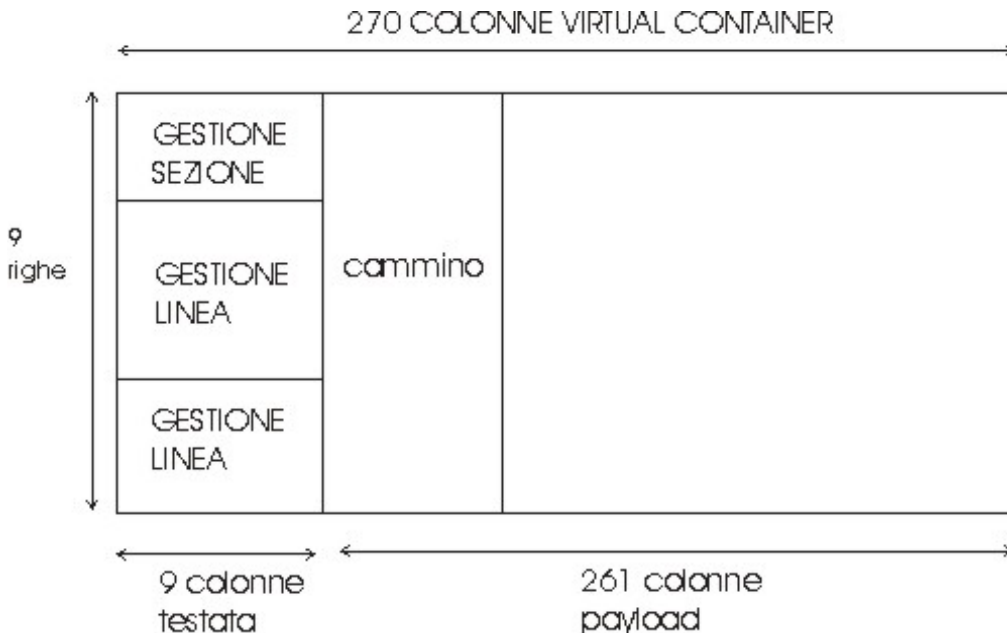 270 COLONNE VIRTUAL CONTAINER
GESTIONE
SEZIONE
9
righe
GESTIONE
LINEA
cammino
GESTIONE
LINEA
9 colonne
testata
261 colonne
payload